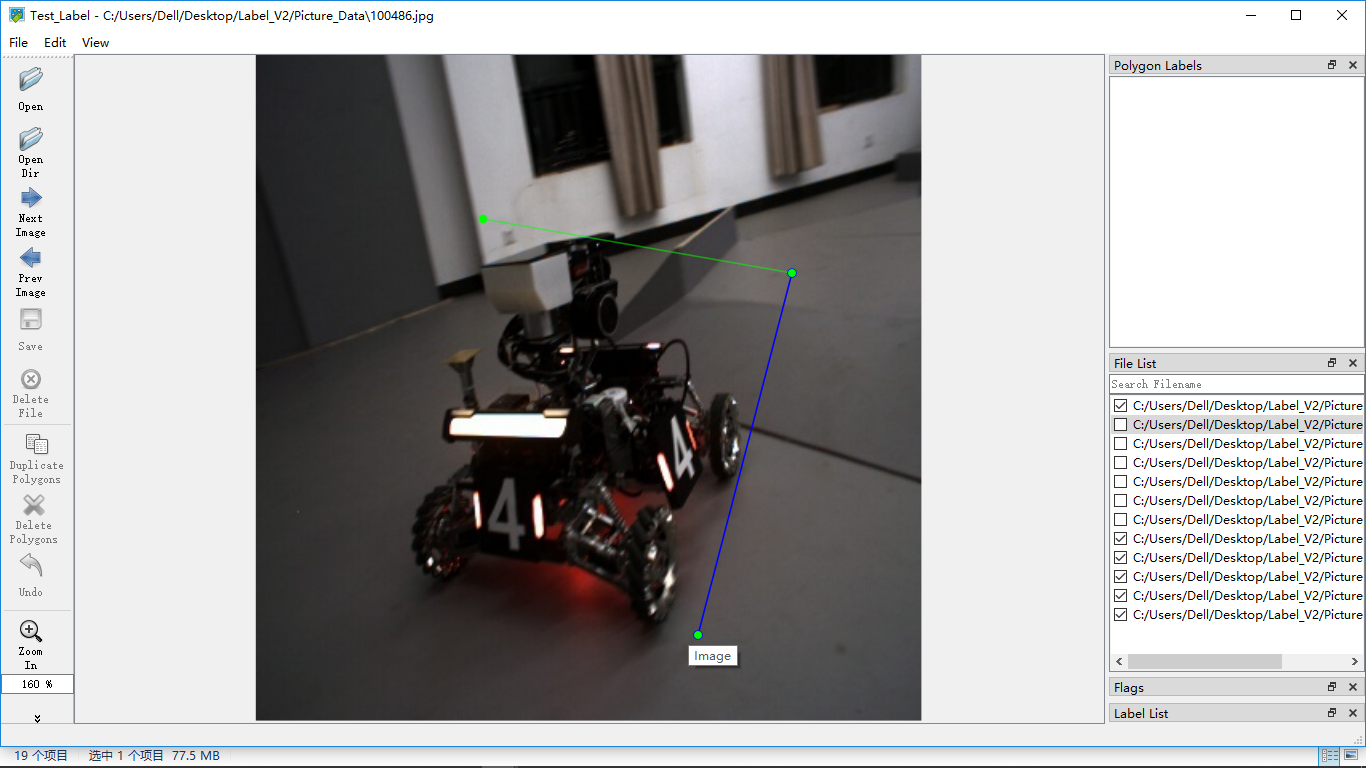 Test_Label - C:/Users/Dell/Desktop/Label_V2/Picture_Data\100486.jpg
File Edit View
Open
Open
Dir
Next
Image
Prev
Image
Save
Delete
File
Duplicate
Polygons
Delete
Polygons
Undo
Zoom
In
160 %
4
4
Image
Polygon Labels
File List
Search Filename
C:/Users/Dell/Desktop/Label_V2/Picture
C:/Users/Dell/Desktop/Label_V2/Picture
C:/Users/Dell/Desktop/Label_V2/Picture
C:/Users/Dell/Desktop/Label_V2/Picture
C:/Users/Dell/Desktop/Label_V2/Picture
C:/Users/Dell/Desktop/Label_V2/Picture
C:/Users/Dell/Desktop/Label_V2/Picture
C:/Users/Dell/Desktop/Label_V2/Picture
C:/Users/Dell/Desktop/Label_V2/Picture
C:/Users/Dell/Desktop/Label_V2/Picture
C:/Users/Dell/Desktop/Label_V2/Picture
C:/Users/Dell/Desktop/Label_V2/Picture
Flags
Label List
19 个项目 选中 1 个项目 77.5 MB